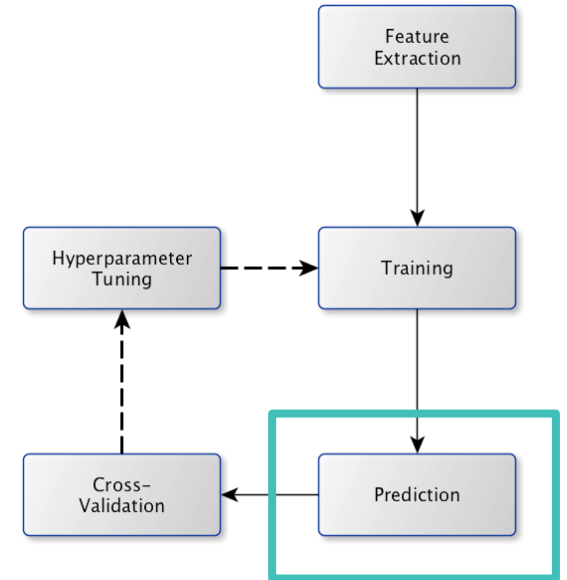 Feature
Extraction
Hyperparameter
Tuning
Training
Cross-
Validation
Prediction